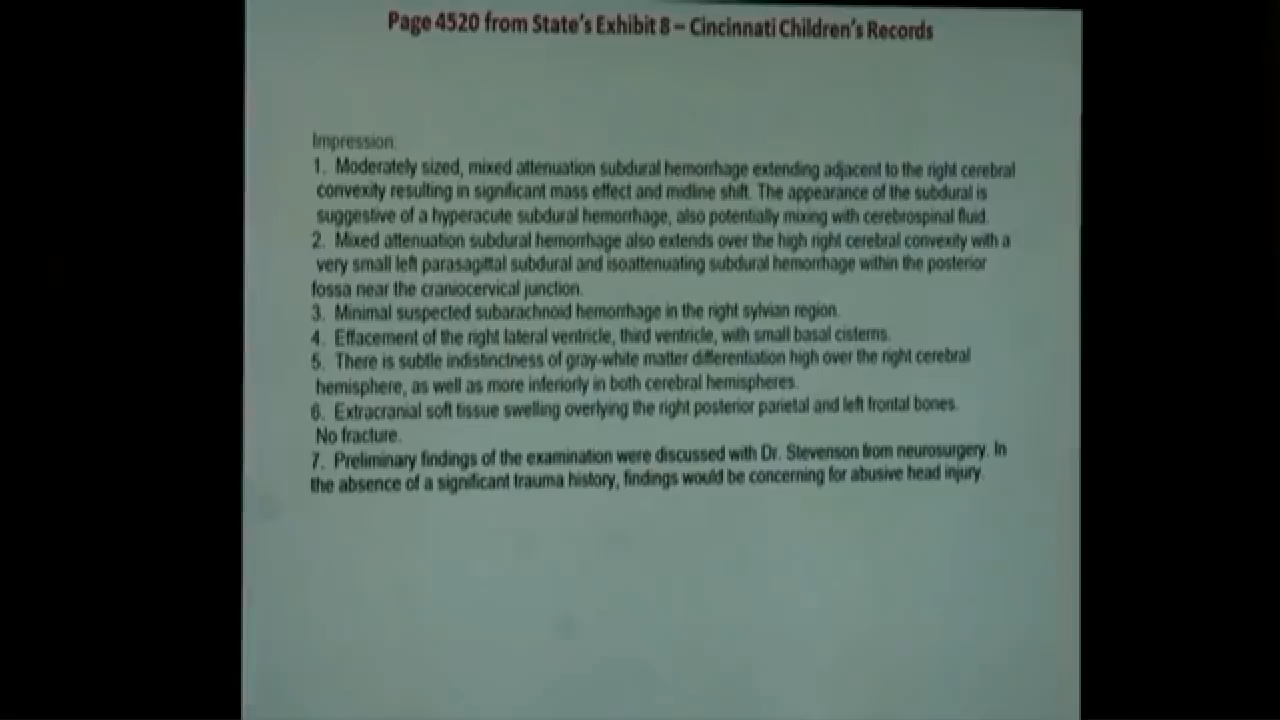 Page 4520 from State's Exhibit 8 – Cincinnati Children's Records
Impression:
1. Moderately sized, mixed attenuation subdural hemorrhage extending adjacent to the right cerebral
convexity resulting in significant mass effect and midline shift. The appearance of the subdural is
suggestive of a hyperacute subdural hemorrhage, also potentially mixing with cerebrospinal fluid.
2. Mixed attenuation subdural hemorrhage also extends over the high right cerebral convexity with a
very small left parasagittal subdural and isoattenuating subdural hemorrhage within the posterior
fossa near the craniocervical junction.
3. Minimal suspected subarachnoid hemorrhage in the right sylvian region.
4. Effacement of the right lateral ventricle, third ventricle, with small basal cisterns.
5. There is subtle indistinctness of gray-white matter differentiation high over the right cerebral
hemisphere, as well as more inferiorly in both cerebral hemispheres.
6. Extracranial soft tissue swelling overlying the right posterior parietal and left frontal bones.
No fracture.
7. Preliminary findings of the examination were discussed with Dr. Stevenson from neurosurgery. In
the absence of a significant trauma history, findings would be concerning for abusive head injury.